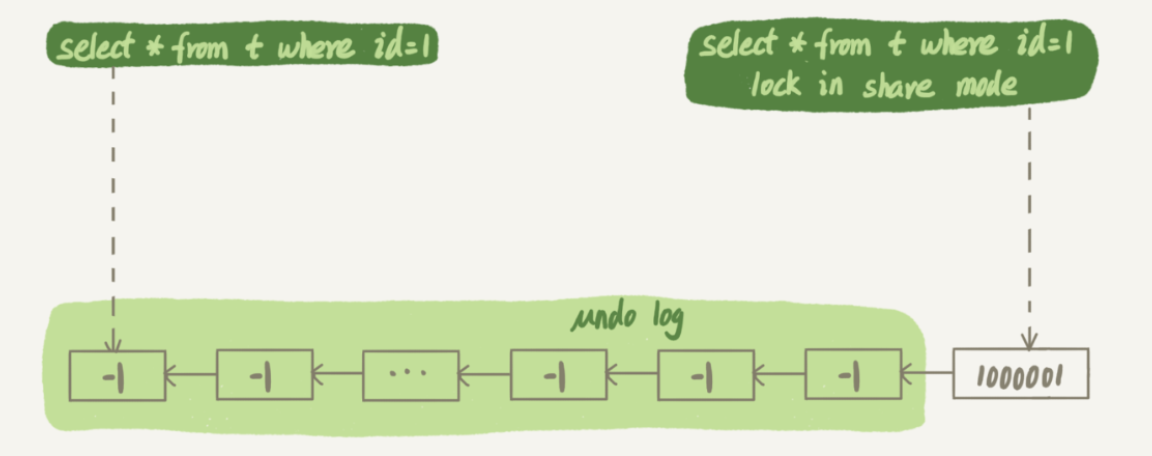 select * from t where id=1
select * from t where id=1
lock in share mode
undo log
-1
-1
...
-1
-1
-1
1000001